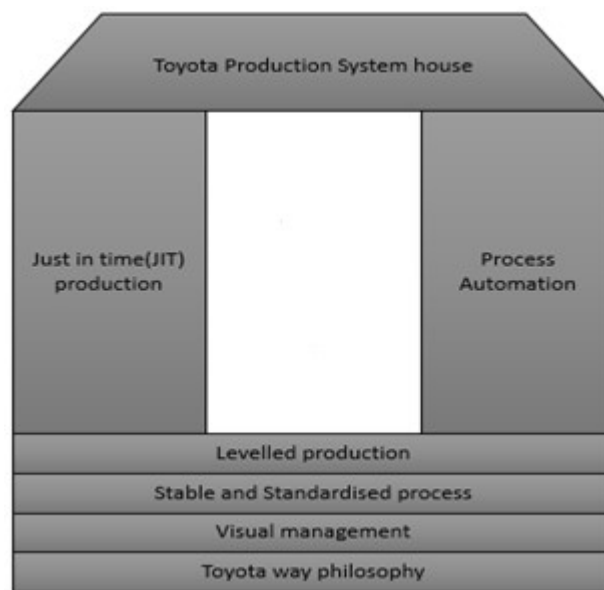 Toyota Production System house
Just in time(JIT)
production
Process
Automation
Levelled production
Stable and Standardised process
Visual management
Toyota way philosophy